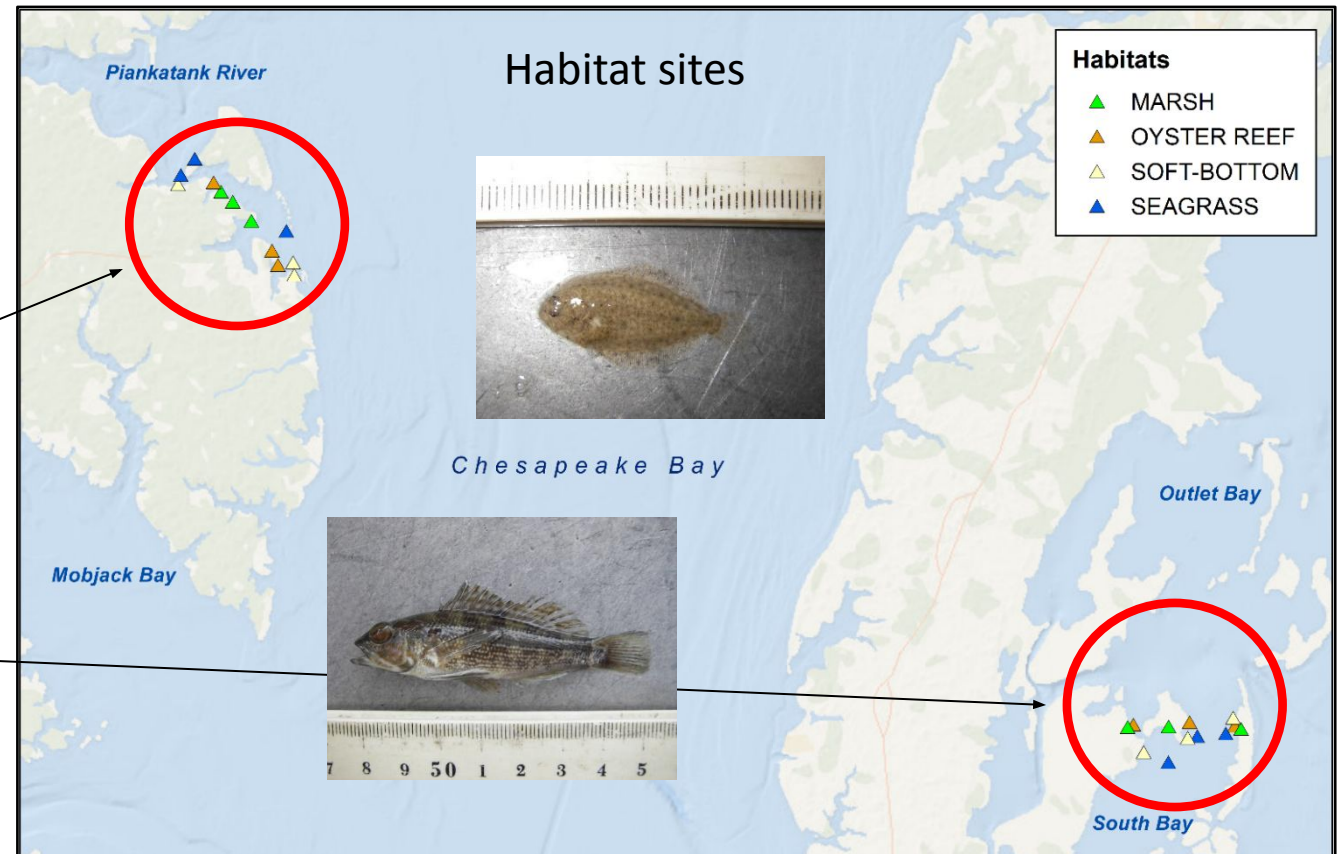 Habitat sites
Piankatank River
Habitats
MARSH
OYSTER REEF
SOFT-BOTTOM
SEAGRASS
Chesapeake Bay
Outlet Bay
Mobjack Bay
7 8 9 50 1 2 3 4 5
South Bay